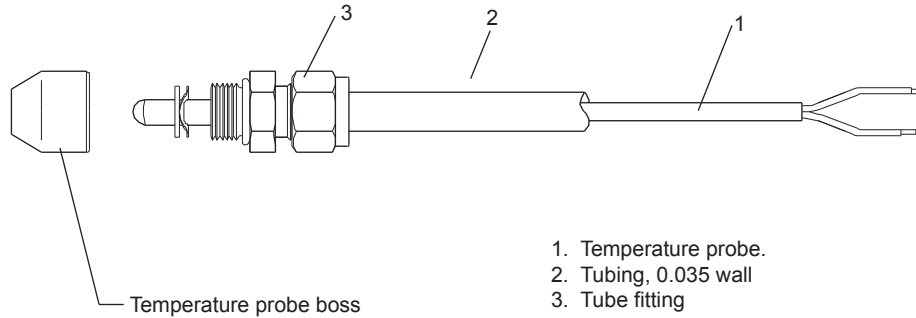 3
2
1
1. Temperature probe.
2. Tubing, 0.035 wall
3. Tube fitting
Temperature probe boss